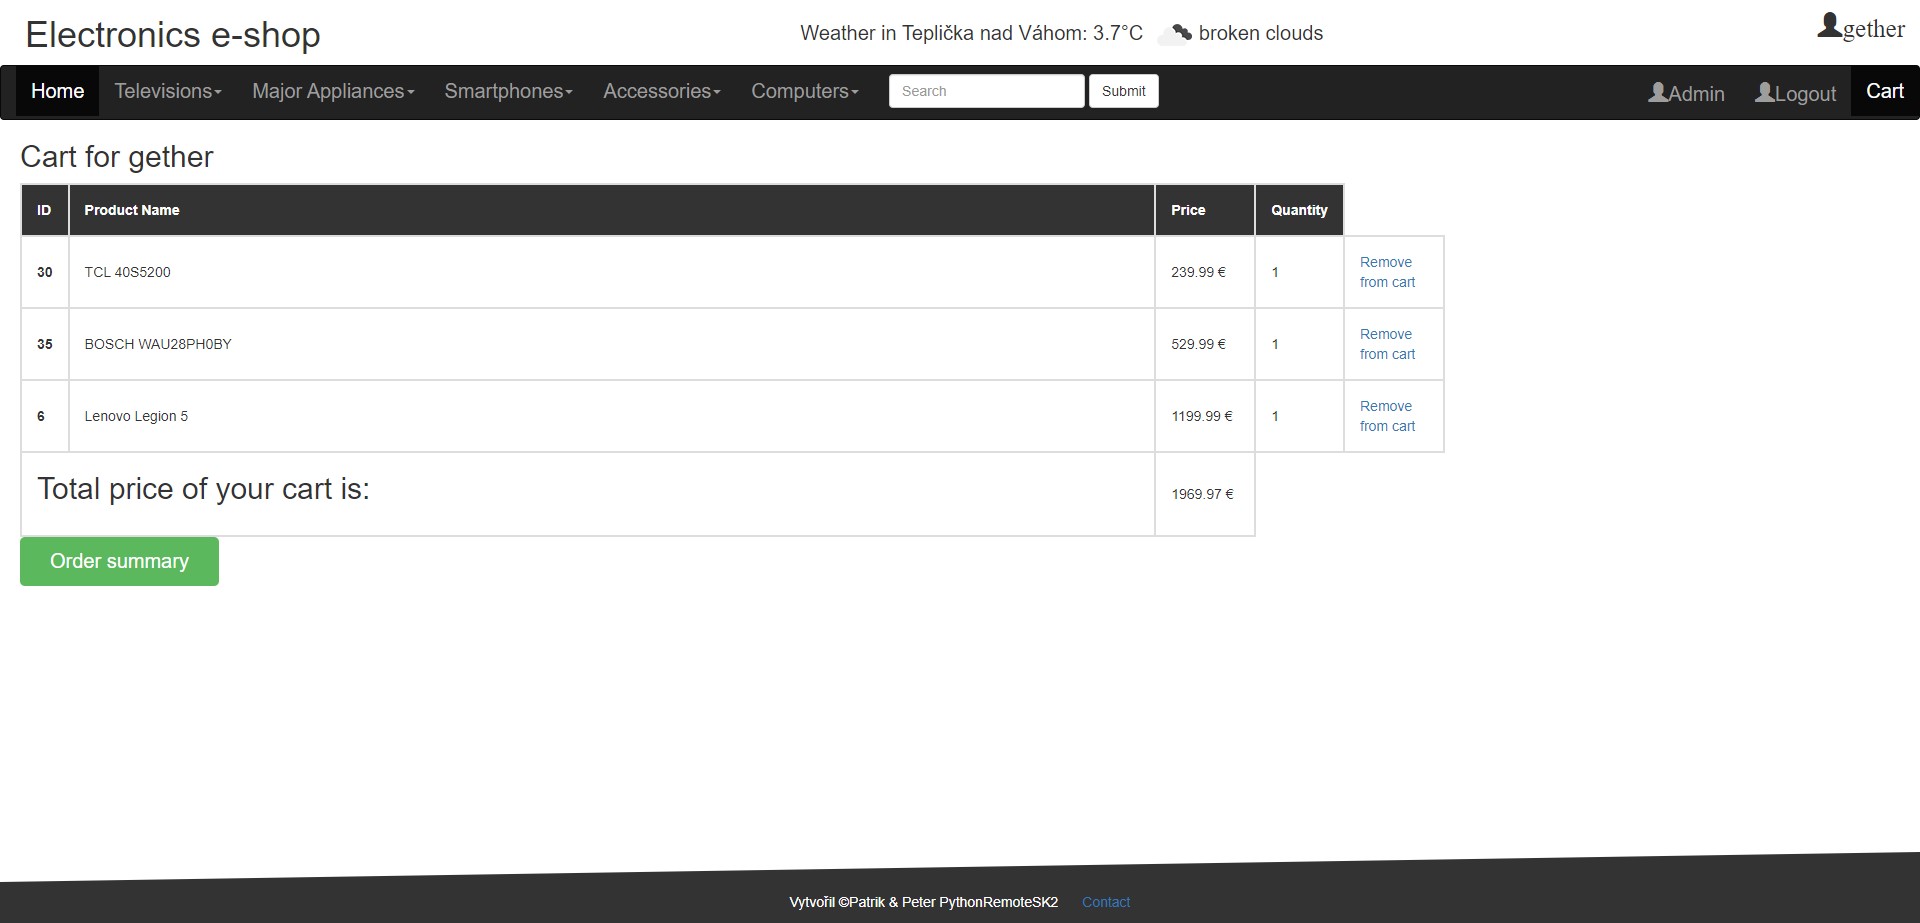 Electronics e-shop
Weather in Teplička nad Váhom: 3.7°C broken clouds
gether
Home Televisions Major Appliances Smartphones Accessories Computers Search Submit Admin Logout Cart
Cart for gether
ID Product Name Price Quantity
30 TCL 40S5200 239.99 € 1 Remove from cart
35 BOSCH WAU28PH0BY 529.99 € 1 Remove from cart
6 Lenovo Legion 5 1199.99 € 1 Remove from cart
Total price of your cart is: 1969.97 €
Order summary
Vytvořil ©Patrik & Peter PythonRemoteSK2 Contact